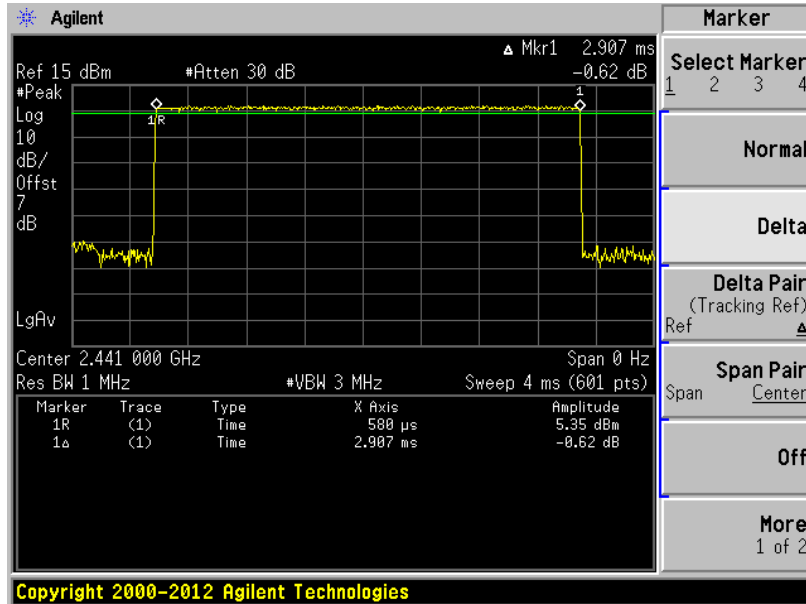 Agilent
Marker
Δ Mkr1 2.907 ms
Ref 15 dBm #Atten 30 dB -0.62 dB
#Peak
Log
10
dB/
Offst
7
dB
LgAv
1R
1
Center 2.441 000 GHz Span 0 Hz
Res BW 1 MHz #VBW 3 MHz Sweep 4 ms (601 pts)
Marker Trace Type X Axis Amplitude
1R (1) Time 580 µs 5.35 dBm
1Δ (1) Time 2.907 ms -0.62 dB
Select Marker
1 2 3 4
Normal
Delta
Delta Pair
(Tracking Ref)
Ref Δ
Span Pair
Span Center
Off
More
1 of 2
Copyright 2000-2012 Agilent Technologies